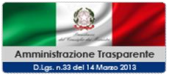 Amministrazione Trasparente
D.Lgs. n.33 del 14 Marzo 2013